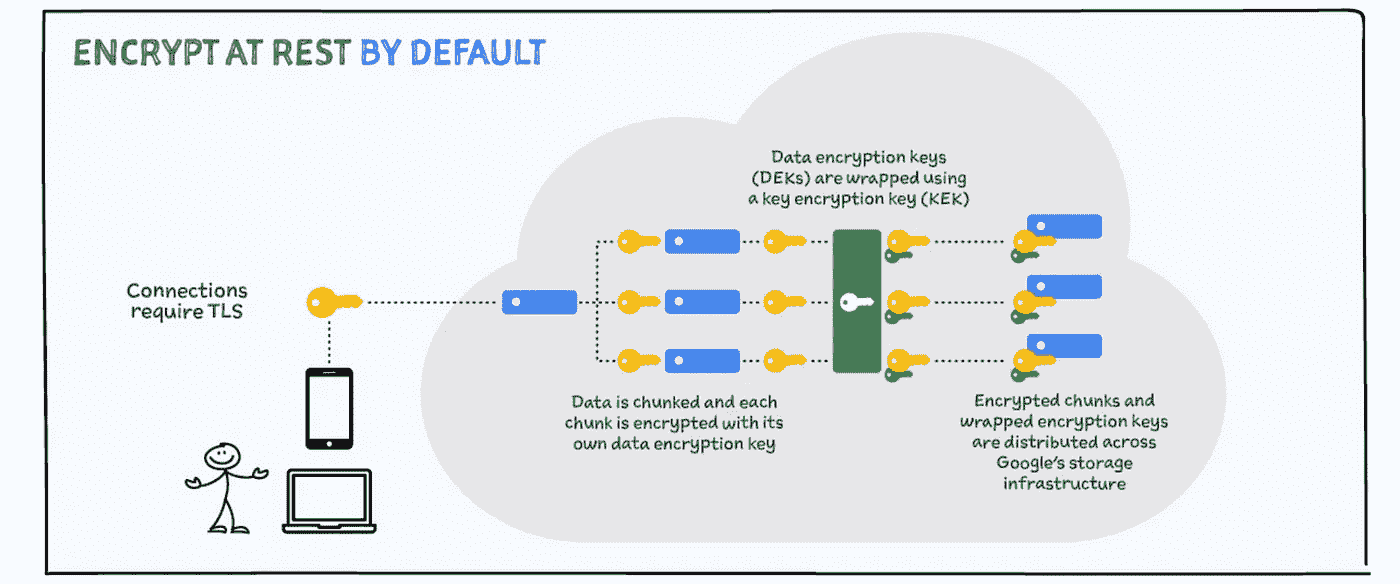 ENCRYPT AT REST BY DEFAULT
Data encryption keys
(DEKs) are wrapped using
a key encryption key (KEK)
Connections
require TLS
Data is chunked and each
chunk is encrypted with its
own data encryption key
Encrypted chunks and
wrapped encryption keys
are distributed across
Google's storage
infrastructure